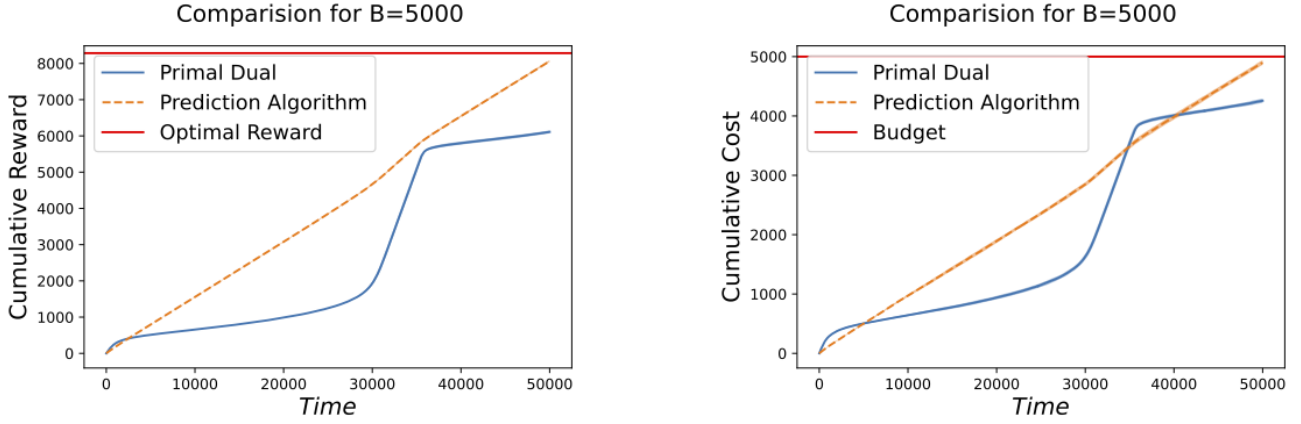 Comparision for B=5000
Cumulative Reward
8000
7000
6000
5000
4000
3000
2000
1000
0
Primal Dual
Prediction Algorithm
Optimal Reward
0 10000 20000 30000 40000 50000
Time
Comparision for B=5000
Cumulative Cost
5000
4000
3000
2000
1000
0
Primal Dual
Prediction Algorithm
Budget
0 10000 20000 30000 40000 50000
Time